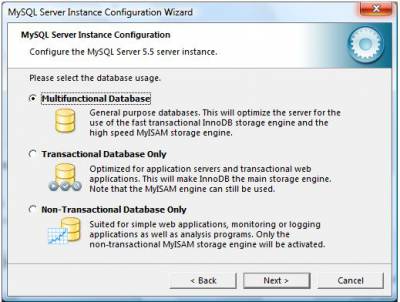 MySQL Server Instance Configuration Wizard
MySQL Server Instance Configuration
Configure the MySQL Server 5.5 server instance.
Please select the database usage.
Multifunctional Database
General purpose databases. This will optimize the server for the
use of the fast transactional InnoDB storage engine and the
high speed MyISAM storage engine.
Transactional Database Only
Optimized for application servers and transactional web
applications. This will make InnoDB the main storage engine.
Note that the MyISAM engine can still be used.
Non-Transactional Database Only
Suited for simple web applications, monitoring or logging
applications as well as analysis programs. Only the
non-transactional MyISAM storage engine will be activated.
< Back Next > Cancel